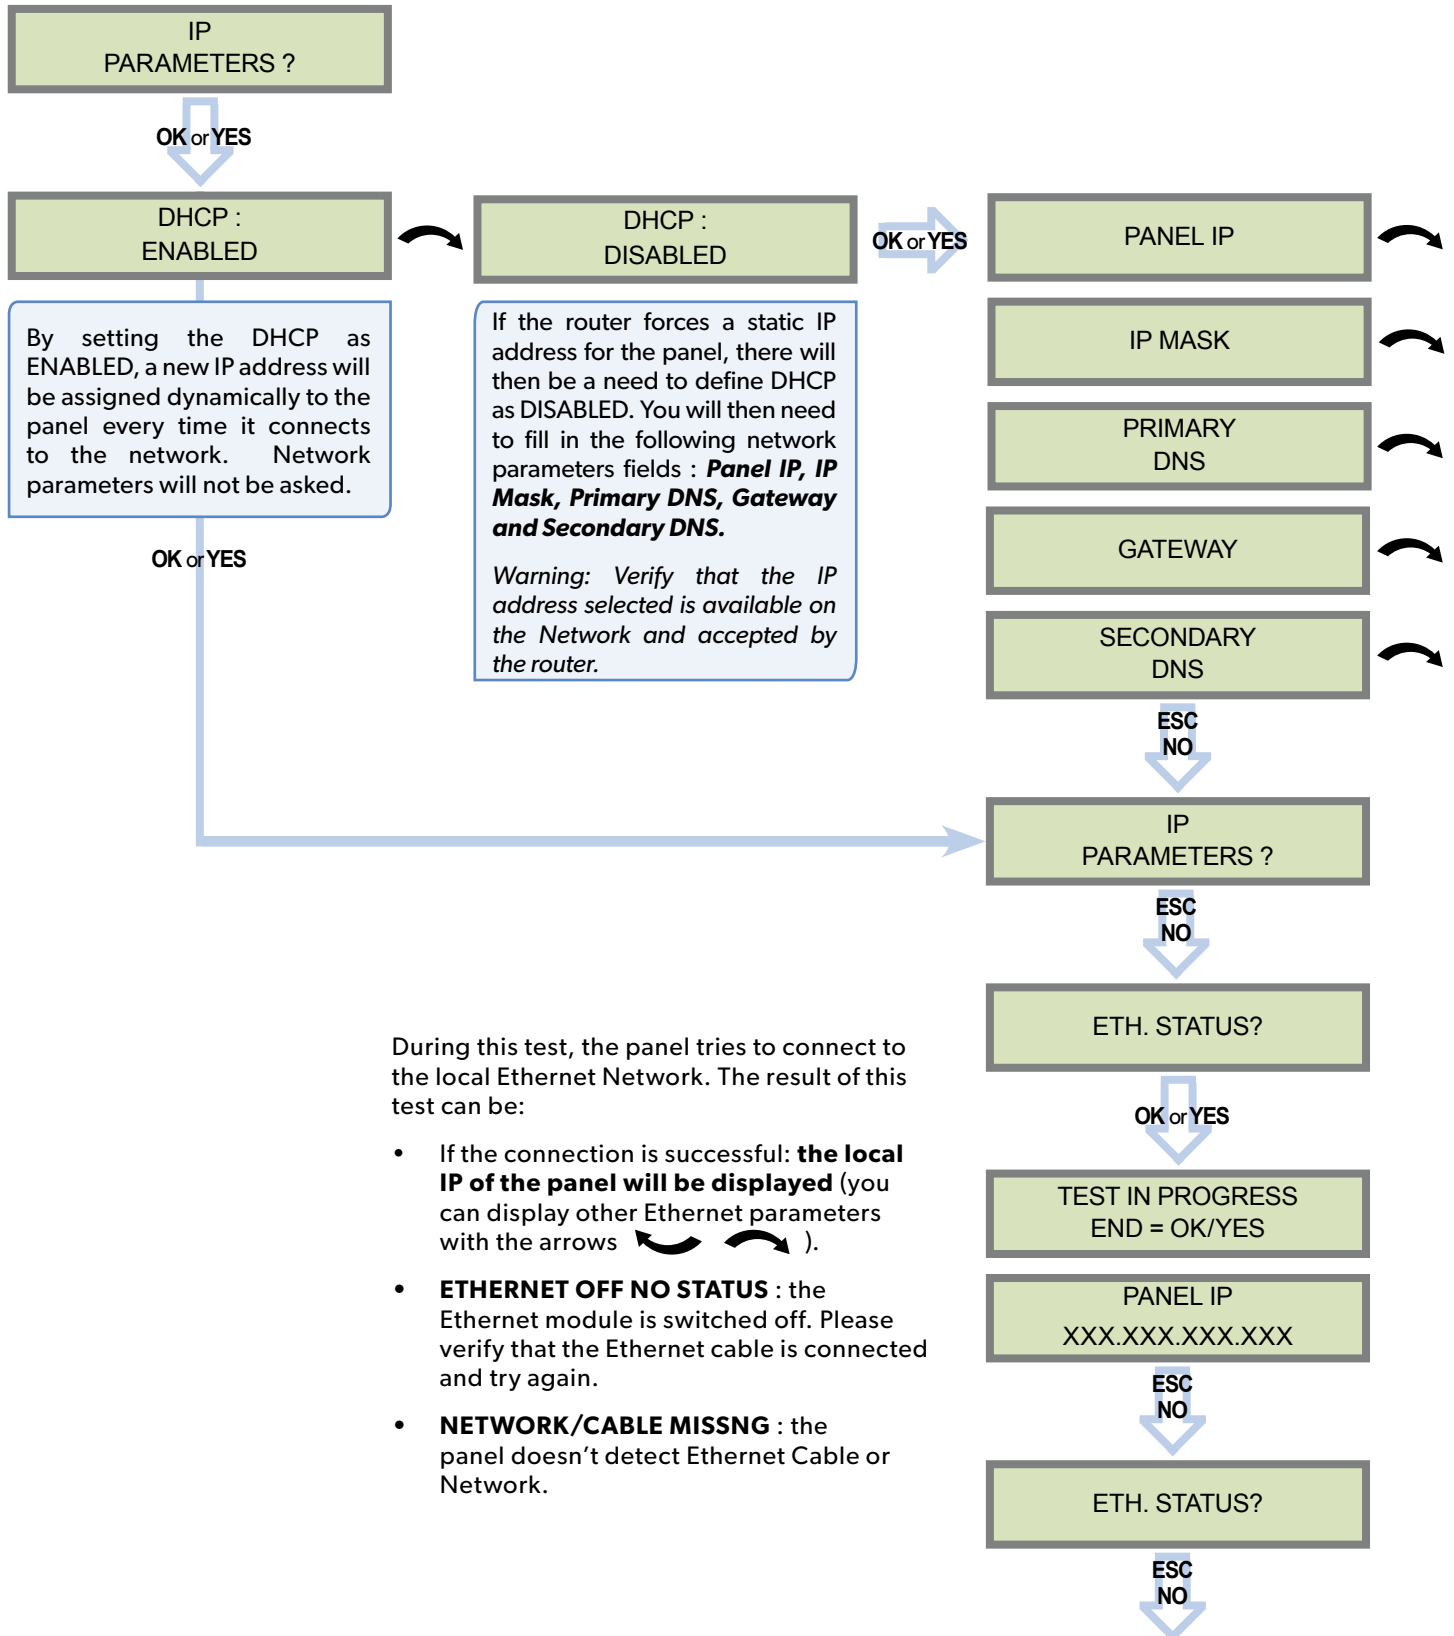 IP
PARAMETERS ?
OK or YES
DHCP :
ENABLED
By setting the DHCP as
ENABLED, a new IP address will
be assigned dynamically to the
panel every time it connects
to the network. Network
parameters will not be asked.
OK or YES
DHCP :
DISABLED
If the router forces a static IP
address for the panel, there will
then be a need to define DHCP
as DISABLED. You will then need
to fill in the following network
parameters fields : Panel IP, IP
Mask, Primary DNS, Gateway
and Secondary DNS.
Warning: Verify that the IP
address selected is available on
the Network and accepted by
the router.
OK or YES
PANEL IP
IP MASK
PRIMARY
DNS
GATEWAY
SECONDARY
DNS
ESC
NO
IP
PARAMETERS ?
ESC
NO
ETH. STATUS?
OK or YES
TEST IN PROGRESS
END = OK/YES
PANEL IP
XXX.XXX.XXX.XXX
ESC
NO
ETH. STATUS?
ESC
NO
During this test, the panel tries to connect to
the local Ethernet Network. The result of this
test can be:
• If the connection is successful: the local
IP of the panel will be displayed (you
can display other Ethernet parameters
with the arrows ).
• ETHERNET OFF NO STATUS : the
Ethernet module is switched off. Please
verify that the Ethernet cable is connected
and try again.
• NETWORK/CABLE MISSNG : the
panel doesn’t detect Ethernet Cable or
Network.